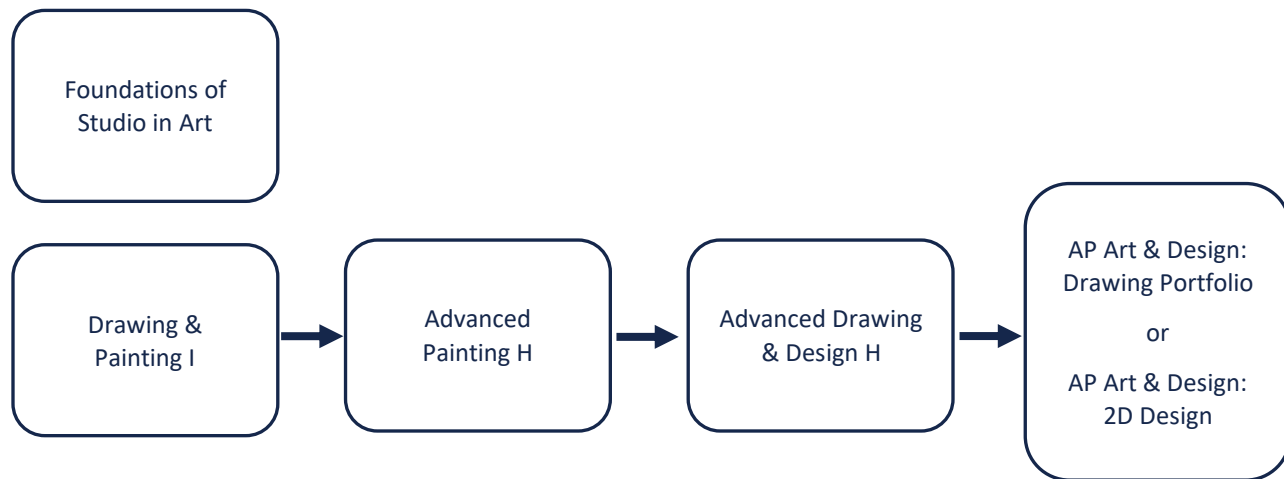 Foundations of
Studio in Art
Drawing &
Painting I
Advanced
Painting H
Advanced Drawing
& Design H
AP Art & Design:
Drawing Portfolio
or
AP Art & Design:
2D Design